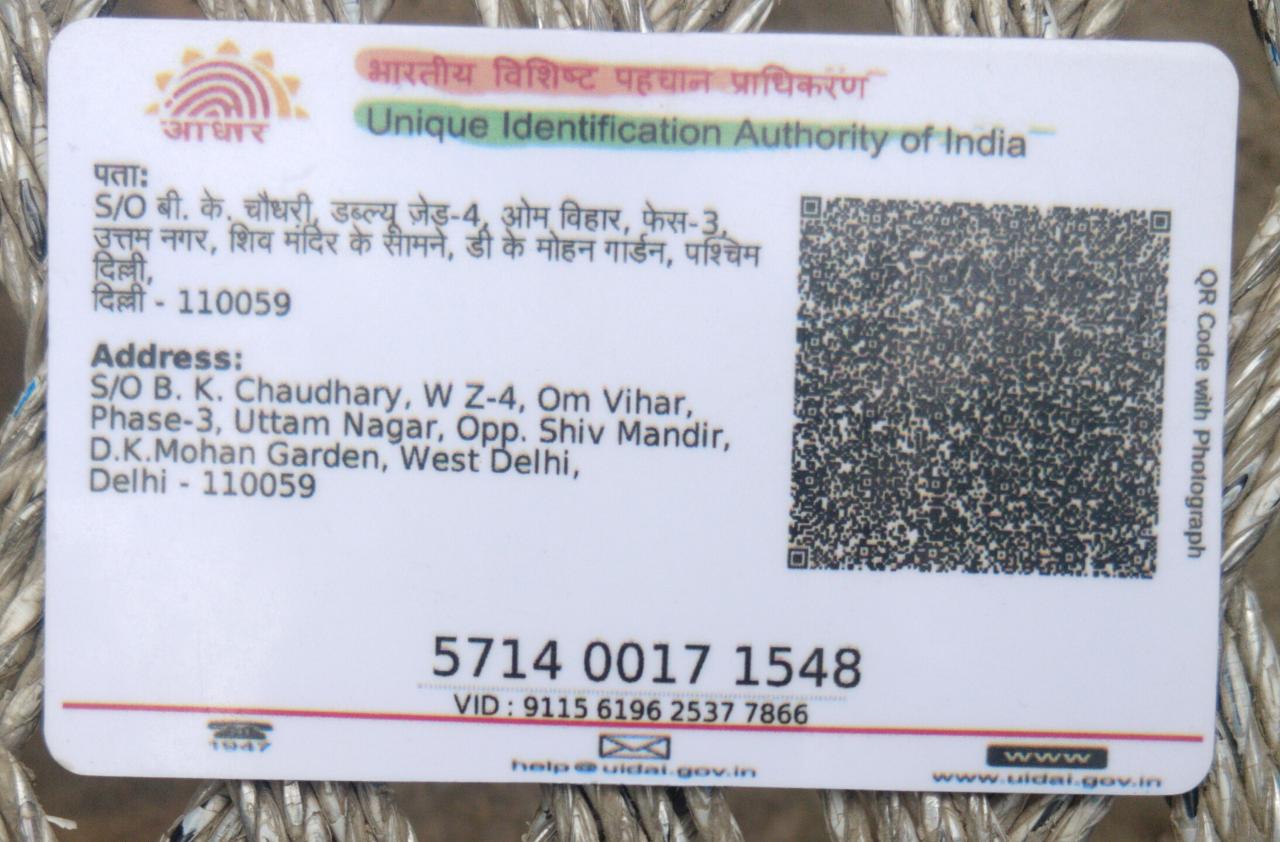 आधार
भारतीय विशिष्ट पहचान प्राधिकरण
Unique Identification Authority of India
पता:
S/O बी. के. चौधरी, डब्ल्यू ज़ेड-4, ओम विहार, फेस-3,
उत्तम नगर, शिव मंदिर के सामने, डी के मोहन गार्डन, पश्चिम
दिल्ली,
दिल्ली - 110059
Address:
S/O B. K. Chaudhary, W Z-4, Om Vihar,
Phase-3, Uttam Nagar, Opp. Shiv Mandir,
D.K.Mohan Garden, West Delhi,
Delhi - 110059
QR Code with Photograph
5714 0017 1548
VID : 9115 6196 2537 7866
1947
help@uidai.gov.in
www
www.uidai.gov.in